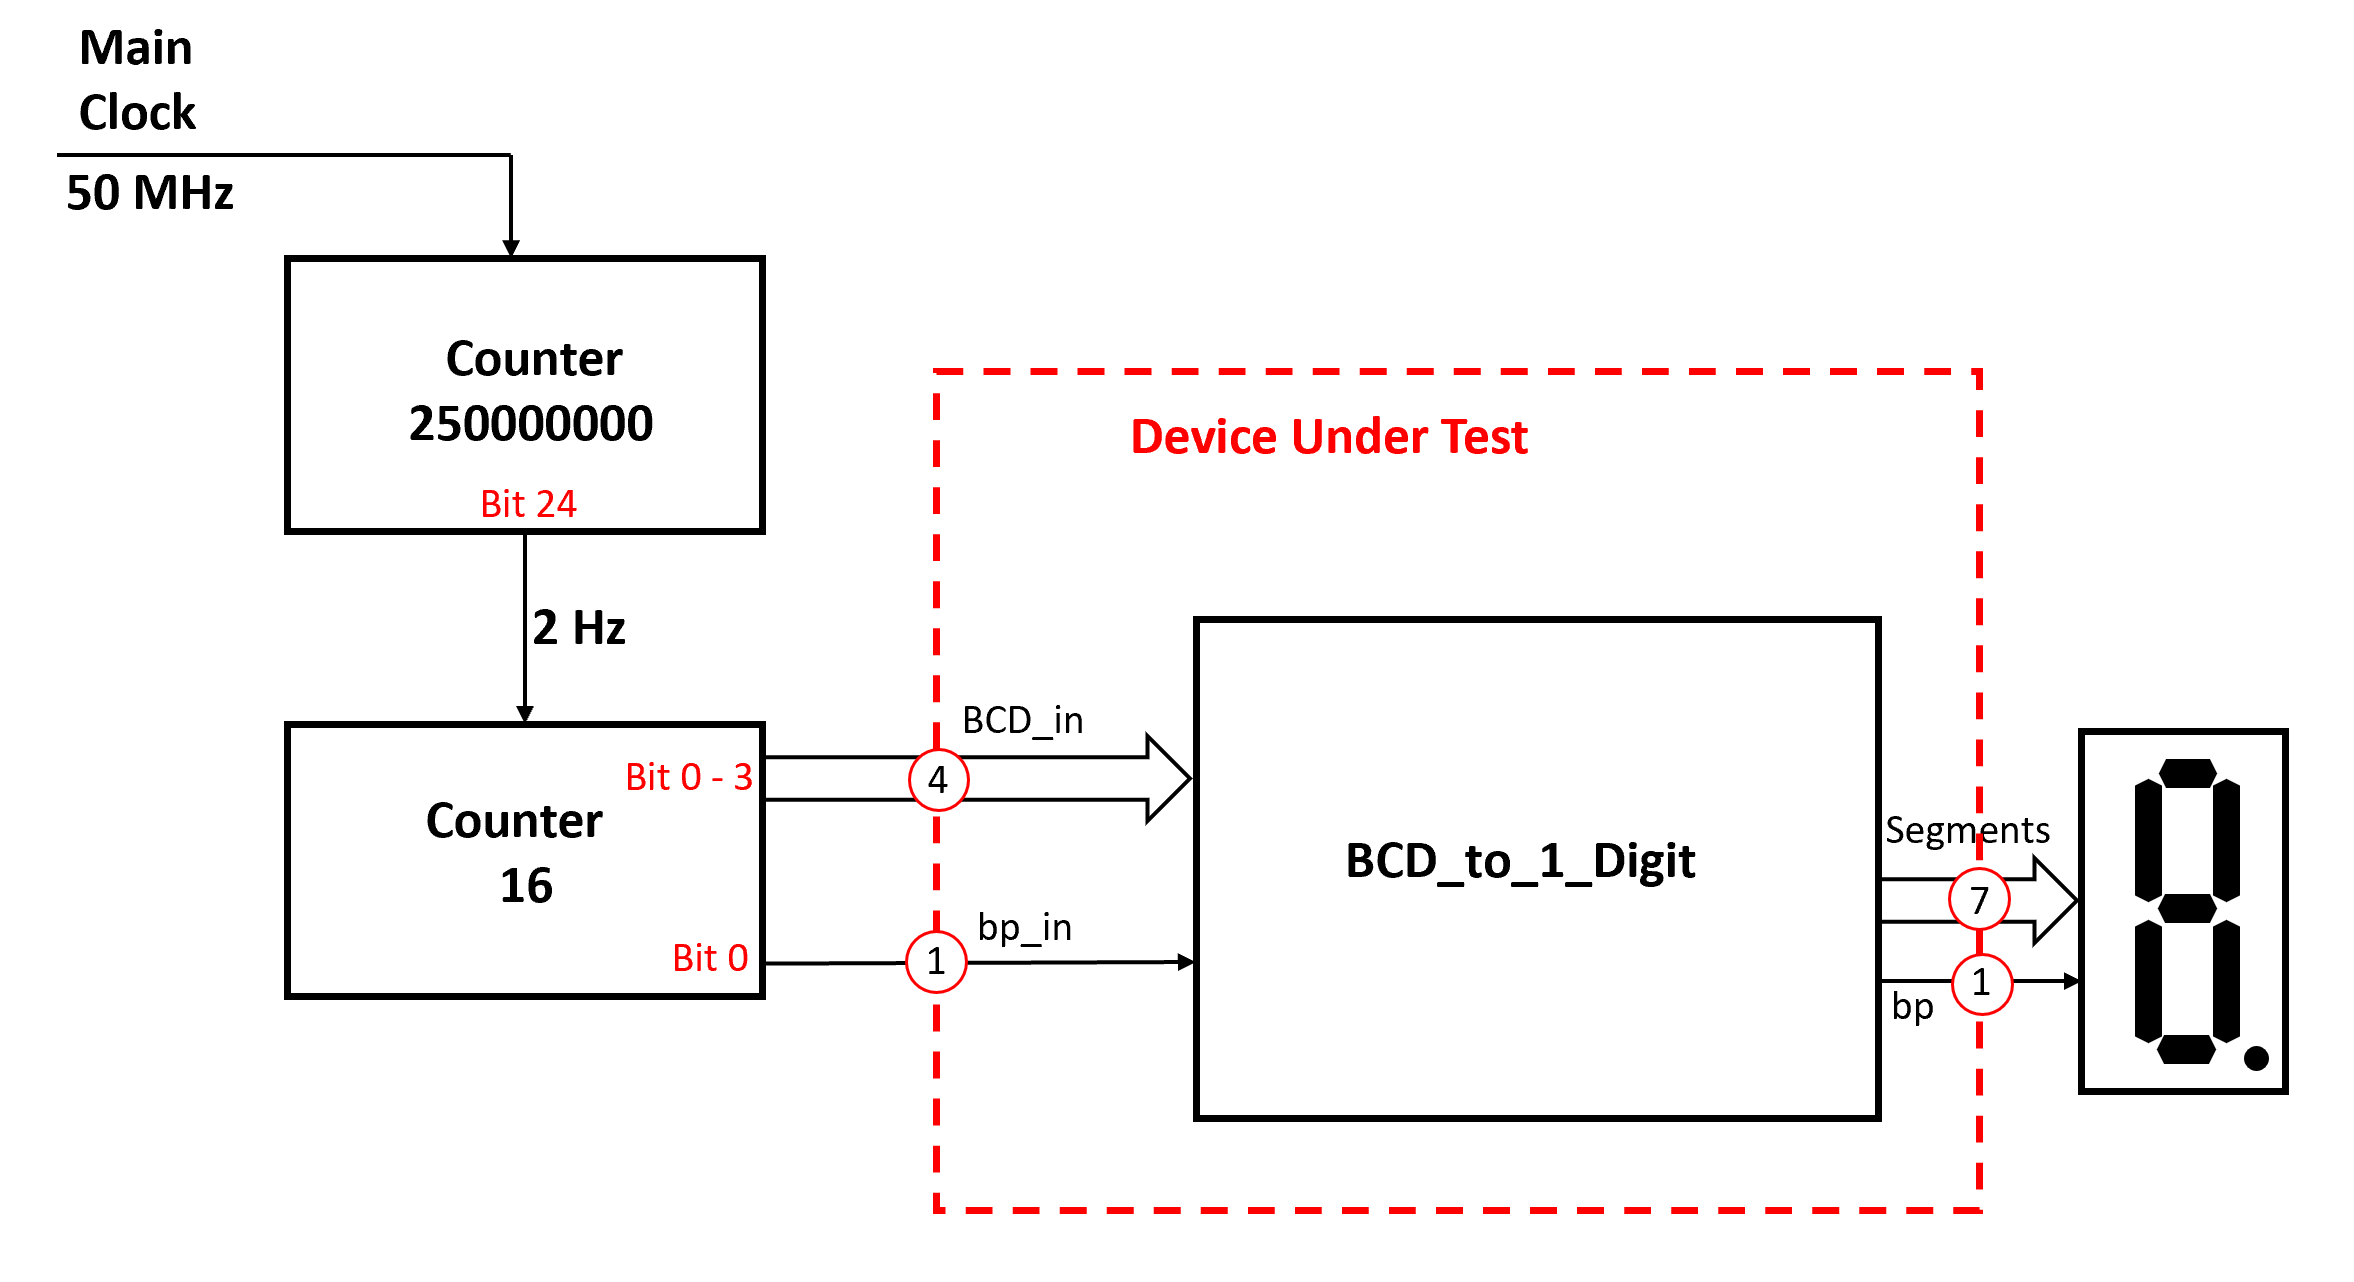 Main
Clock
50 MHz
Counter
250000000
Bit 24
2 Hz
Device Under Test
BCD_in
Bit 0 - 3
4
Counter
16
Bit 0
1
bp_in
BCD_to_1_Digit
Segments
7
1
bp